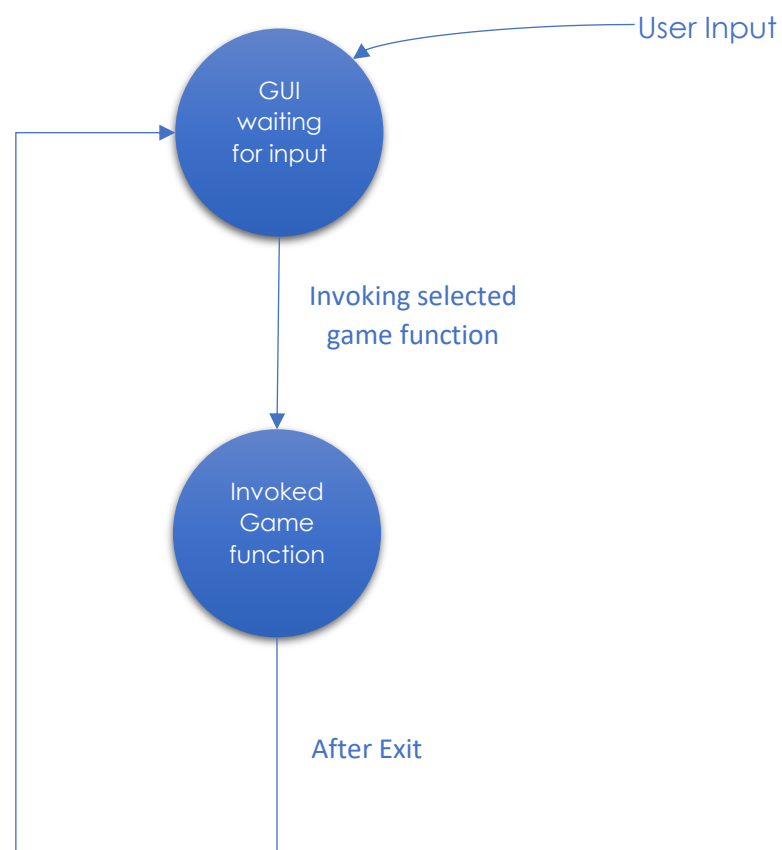 User Input
GUI
waiting
for input
Invoking selected
game function
Invoked
Game
function
After Exit